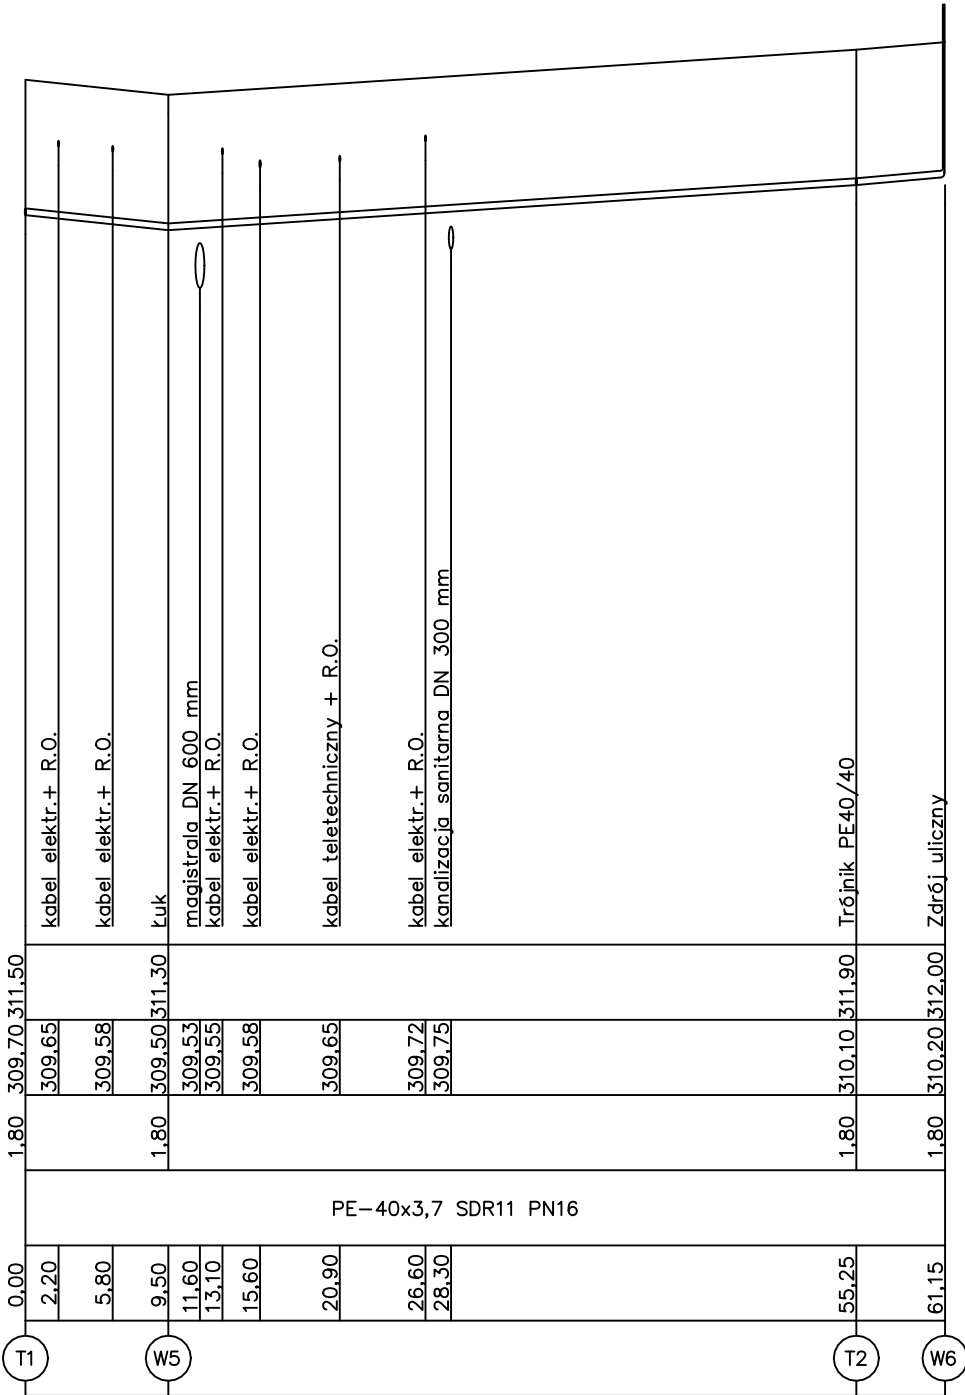 kabel elektr.+ R.O.
kabel elektr.+ R.O.
Łuk
magistrala DN 600 mm
kabel elektr.+ R.O.
kabel elektr.+ R.O.
kabel teletechniczny + R.O.
kabel elektr.+ R.O.
kanalizacja sanitarna DN 300 mm
Trójnik PE40/40
Zdrój uliczny
311,50
311,30
311,90
312,00
309,70
309,65
309,58
309,50
309,53
309,55
309,58
309,65
309,72
309,75
310,10
310,20
1,80
1,80
1,80
1,80
PE-40x3,7 SDR11 PN16
0,00
2,20
5,80
9,50
11,60
13,10
15,60
20,90
26,60
28,30
55,25
61,15
T1
W5
T2
W6